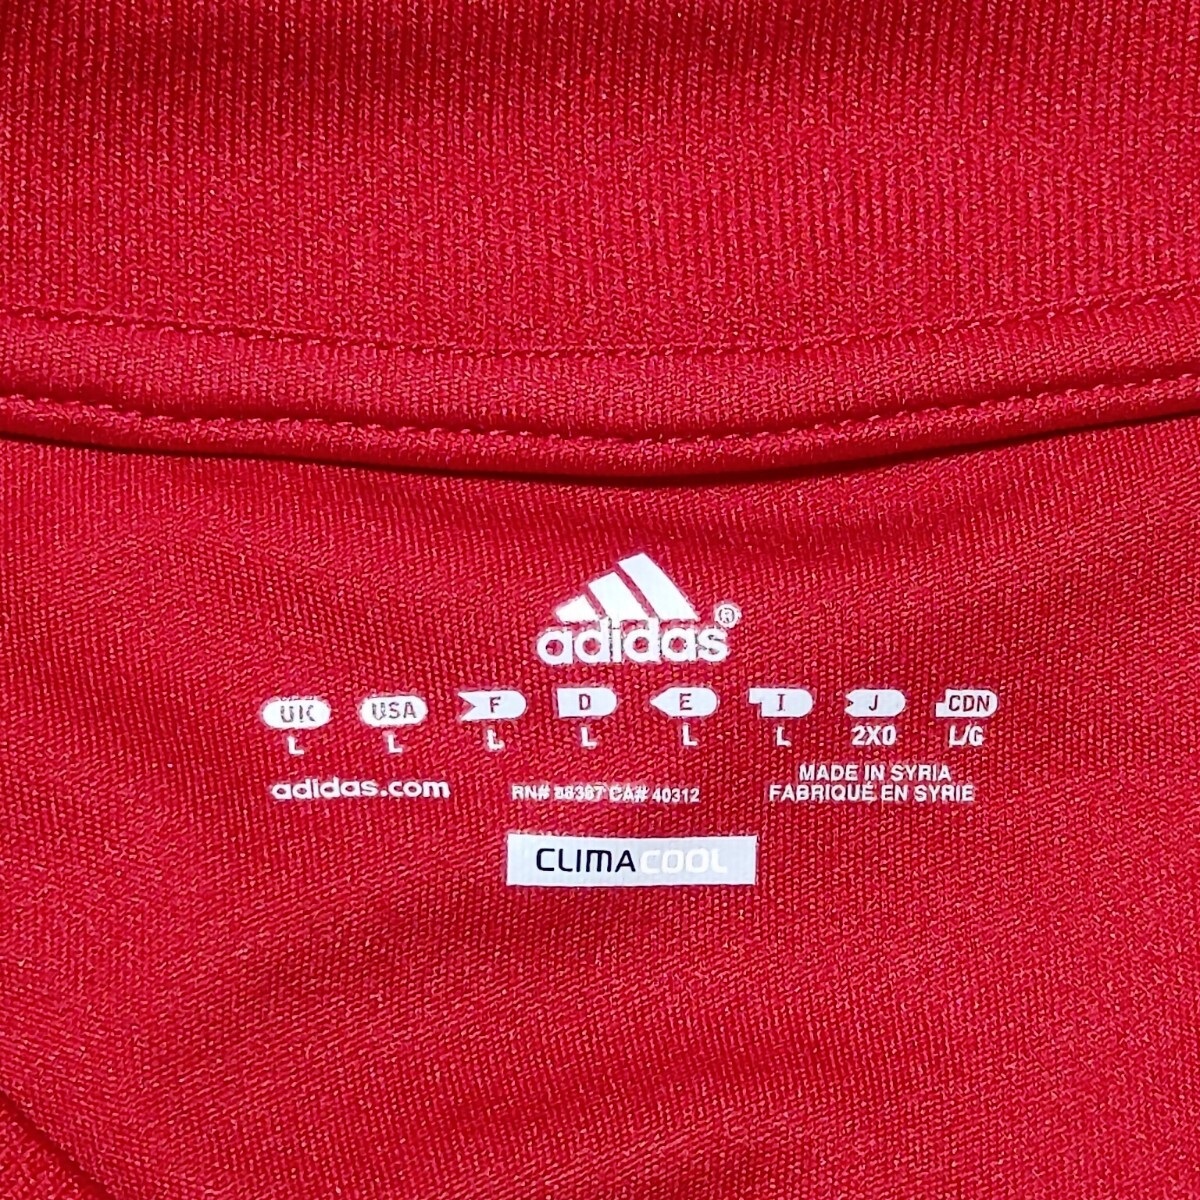 adidas®
UK USA F D E I J CDN
L L L L L L 2XO L/G
adidas.com RN# 88387 CA# 40312 MADE IN SYRIA
FABRIQUÉ EN SYRIE
CLIMACOOL